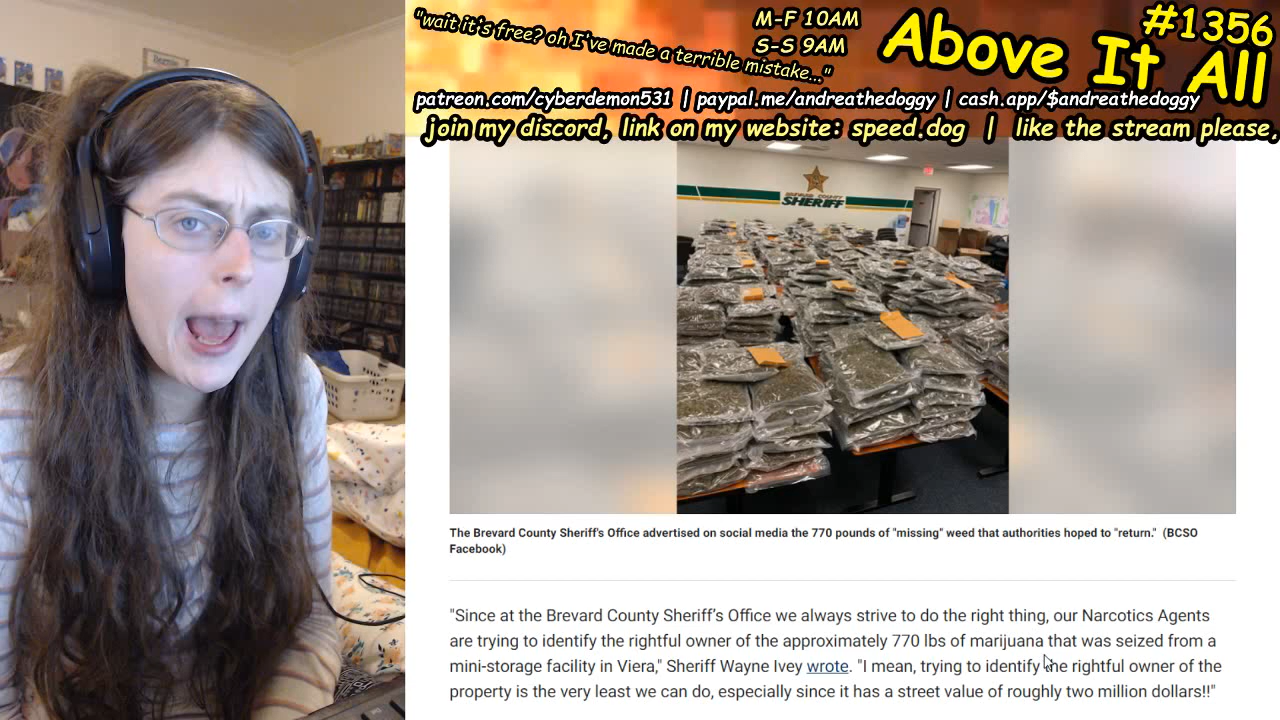 "wait it's free? oh I've made a terrible mistake..."
M-F 10AM
S-S 9AM
Above It All
#1356
patreon.com/cyberdemon531 | paypal.me/andreathedoggy | cash.app/$andreathedoggy
join my discord, link on my website: speed.dog | like the stream please.
Bernie
BREVARD COUNTY
SHERIFF
The Brevard County Sheriff's Office advertised on social media the 770 pounds of "missing" weed that authorities hoped to "return." (BCSO
Facebook)
"Since at the Brevard County Sheriff’s Office we always strive to do the right thing, our Narcotics Agents
are trying to identify the rightful owner of the approximately 770 lbs of marijuana that was seized from a
mini-storage facility in Viera," Sheriff Wayne Ivey wrote. "I mean, trying to identify the rightful owner of the
property is the very least we can do, especially since it has a street value of roughly two million dollars!!"